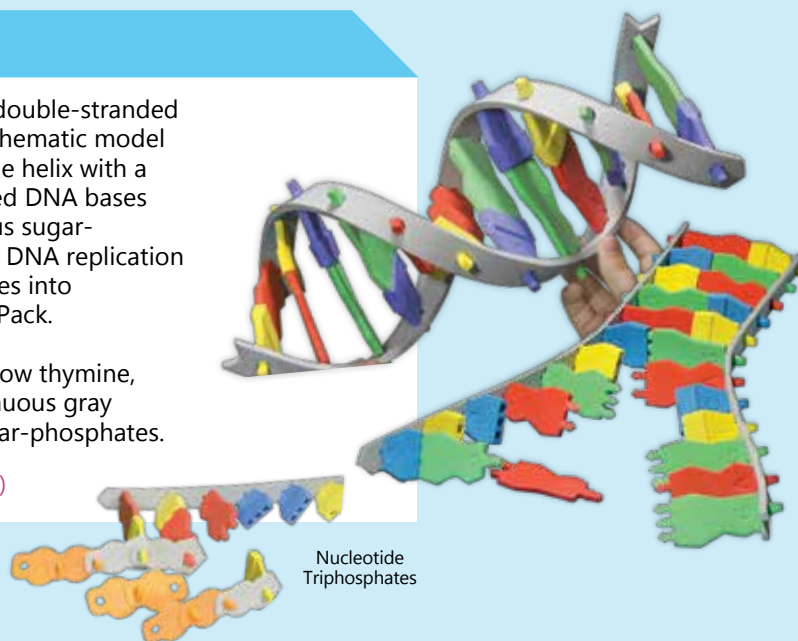 double-stranded
hematic model
e helix with a
ed DNA bases
us sugar-
DNA replication
es into
Pack.
ow thymine,
nuous gray
ar-phosphates.
)
Nucleotide
Triphosphates